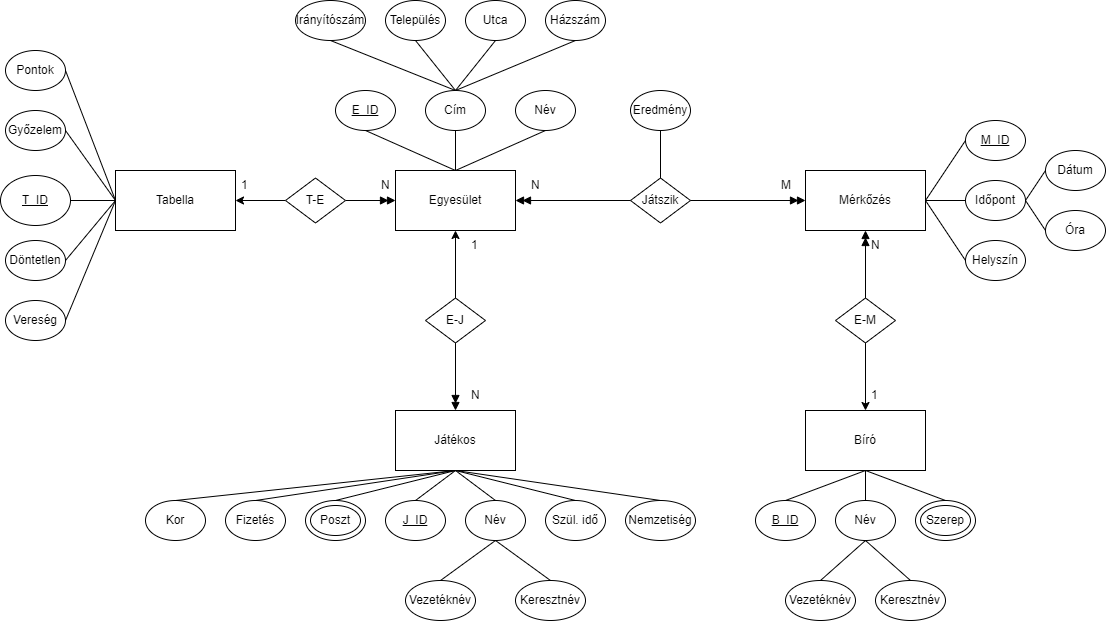 Irányítószám
Település
Utca
Házszám
Pontok
E_ID
Cím
Név
Eredmény
Győzelem
M_ID
Dátum
T_ID
Tabella
1
T-E
N
Egyesület
N
Játszik
M
Mérkőzés
Időpont
Óra
Döntetlen
1
N
Helyszín
Vereség
E-J
E-M
N
1
Játékos
Bíró
Kor
Fizetés
Poszt
J_ID
Név
Szül. idő
Nemzetiség
B_ID
Név
Szerep
Vezetéknév
Keresztnév
Vezetéknév
Keresztnév